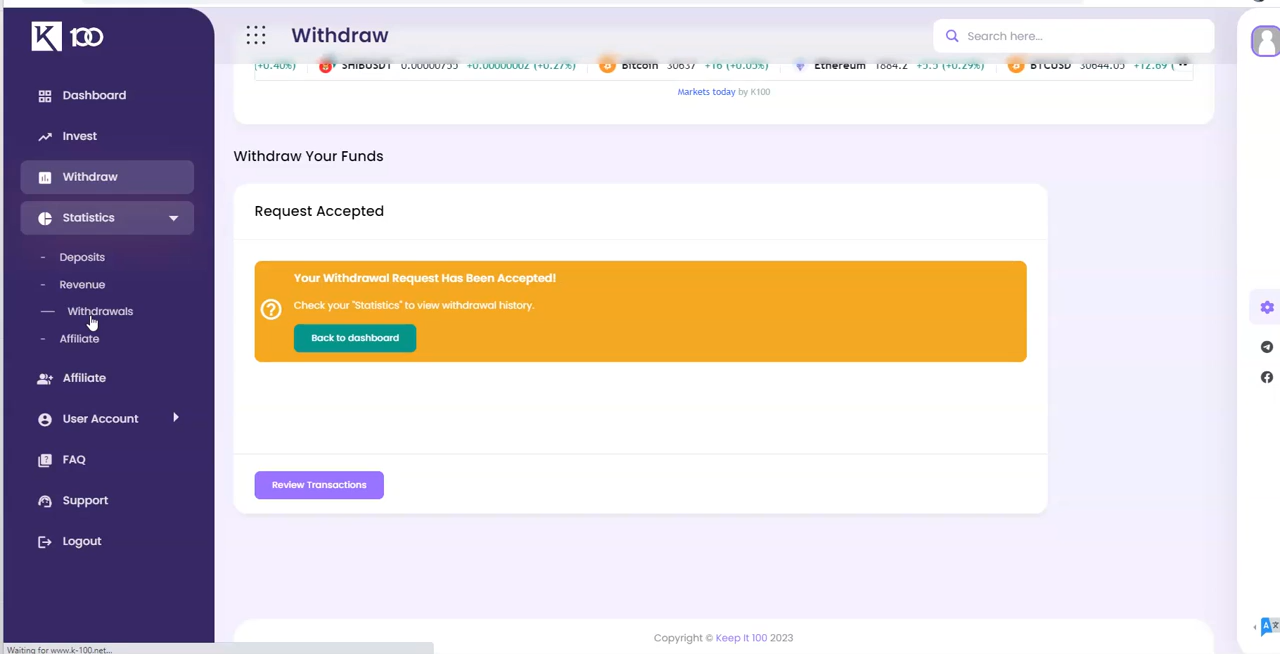 K 100
Withdraw
Search here...
(+0.40%) SHIBUSDT 0.00000755 +0.00000002 (+0.27%) Bitcoin 30637 +16 (+0.05%) Ethereum 1884.2 +5.5 (+0.29%) BTCUSD 30644.05 +12.69 (
Markets today by K100
Dashboard
Invest
Withdraw
Statistics
- Deposits
- Revenue
— Withdrawals
- Affiliate
Affiliate
User Account
FAQ
Support
Logout
Withdraw Your Funds
Request Accepted
Your Withdrawal Request Has Been Accepted!
Check your "Statistics" to view withdrawal history.
Back to dashboard
Review Transactions
Copyright © Keep It 100 2023
Waiting for www.k-100.net...